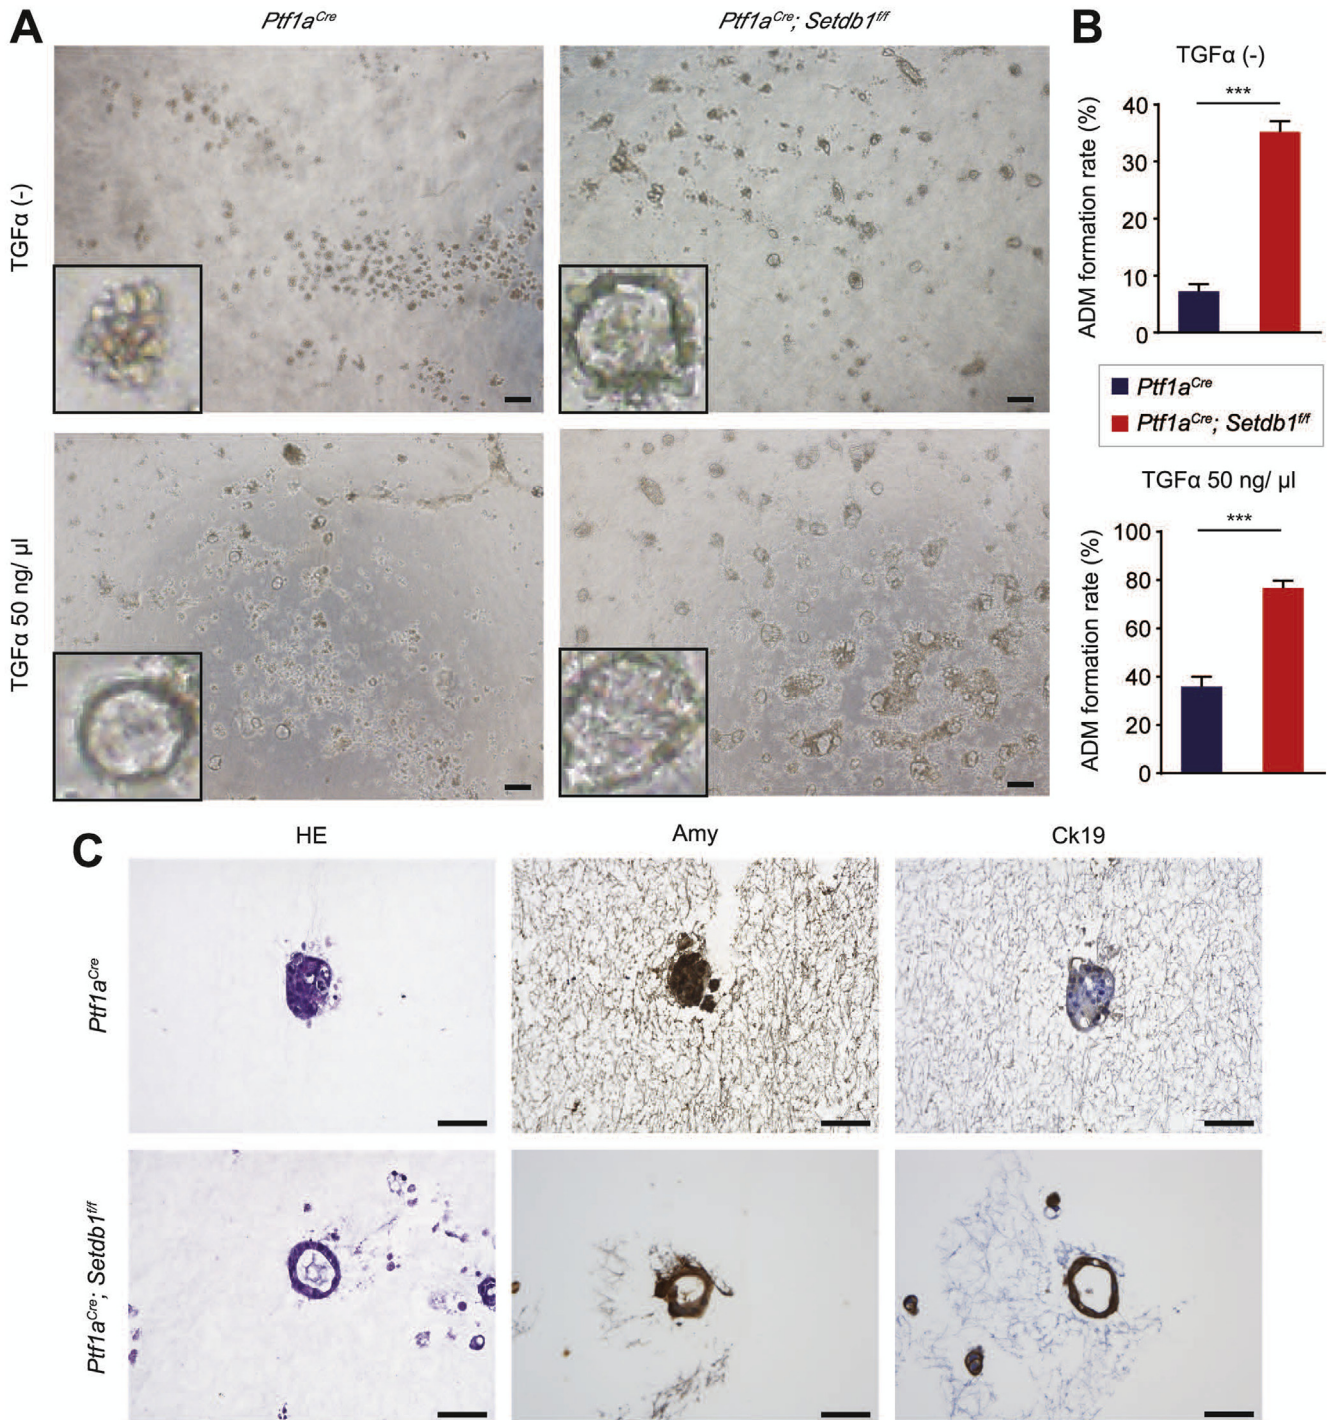 A
Ptf1aCre
Ptf1aCre; Setdb1f/f
TGFα (-)
TGFα 50 ng/ µl
B
TGFα (-)
***
ADM formation rate (%)
40
30
20
10
0
Ptf1aCre
Ptf1aCre; Setdb1f/f
TGFα 50 ng/ µl
***
ADM formation rate (%)
100
80
60
40
20
0
C
HE
Amy
Ck19
Ptf1aCre
Ptf1aCre; Setdb1f/f